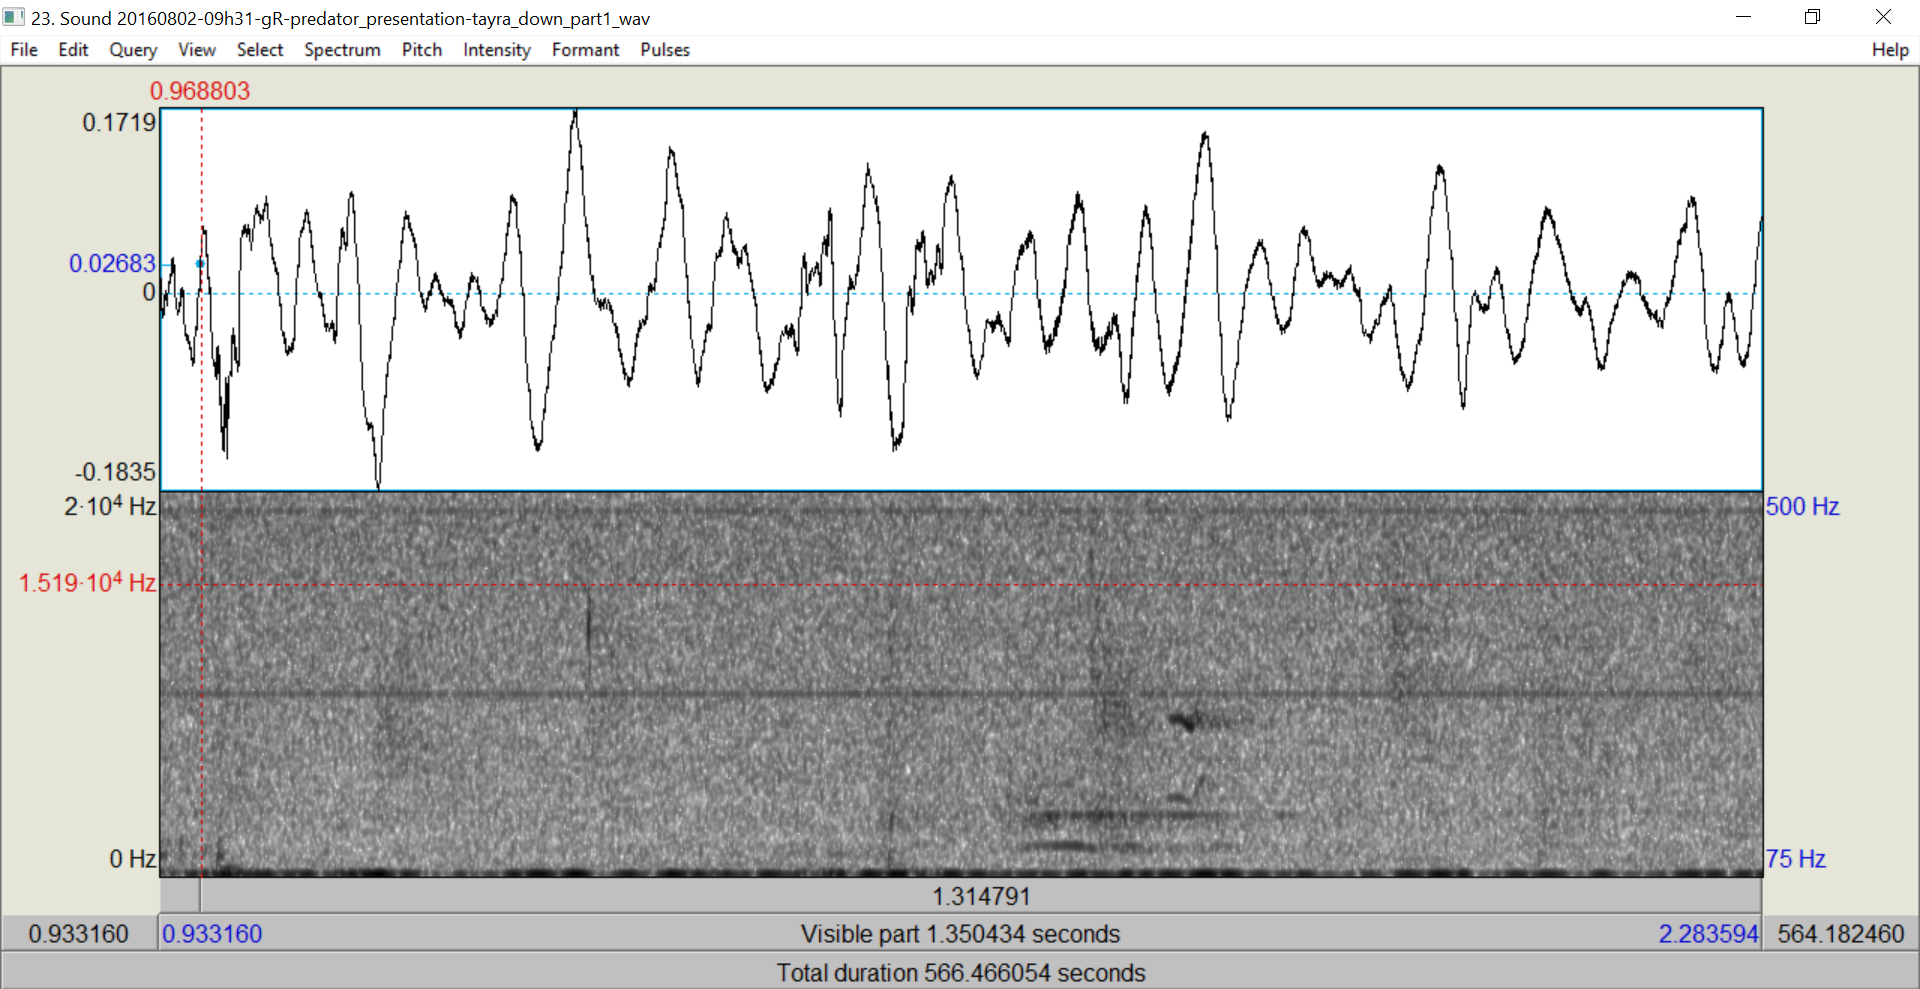 23. Sound 20160802-09h31-gR-predator_presentation-tayra_down_part1_wav
File Edit Query View Select Spectrum Pitch Intensity Formant Pulses Help
0.968803
0.1719
0.02683
0
-0.1835
2·10⁴ Hz 500 Hz
1.519·10⁴ Hz
0 Hz 75 Hz
1.314791
0.933160 0.933160 Visible part 1.350434 seconds 2.283594 564.182460
Total duration 566.466054 seconds